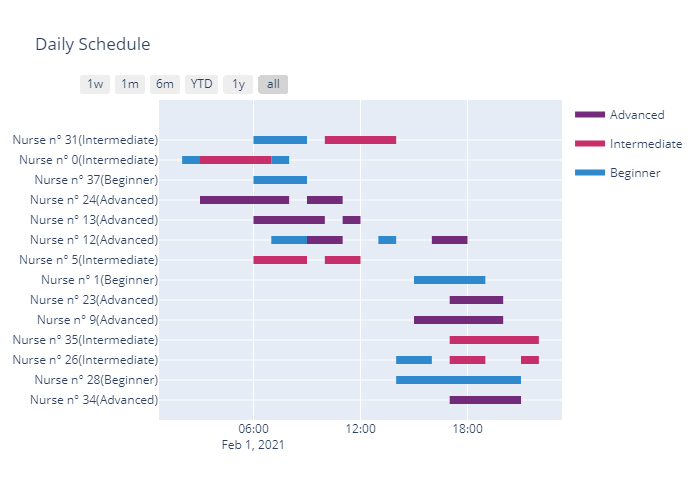 Daily Schedule
1w 1m 6m YTD 1y all
Advanced
Intermediate
Beginner
Nurse n° 31(Intermediate)
Nurse n° 0(Intermediate)
Nurse n° 37(Beginner)
Nurse n° 24(Advanced)
Nurse n° 13(Advanced)
Nurse n° 12(Advanced)
Nurse n° 5(Intermediate)
Nurse n° 1(Beginner)
Nurse n° 23(Advanced)
Nurse n° 9(Advanced)
Nurse n° 35(Intermediate)
Nurse n° 26(Intermediate)
Nurse n° 28(Beginner)
Nurse n° 34(Advanced)
06:00 12:00 18:00
Feb 1, 2021